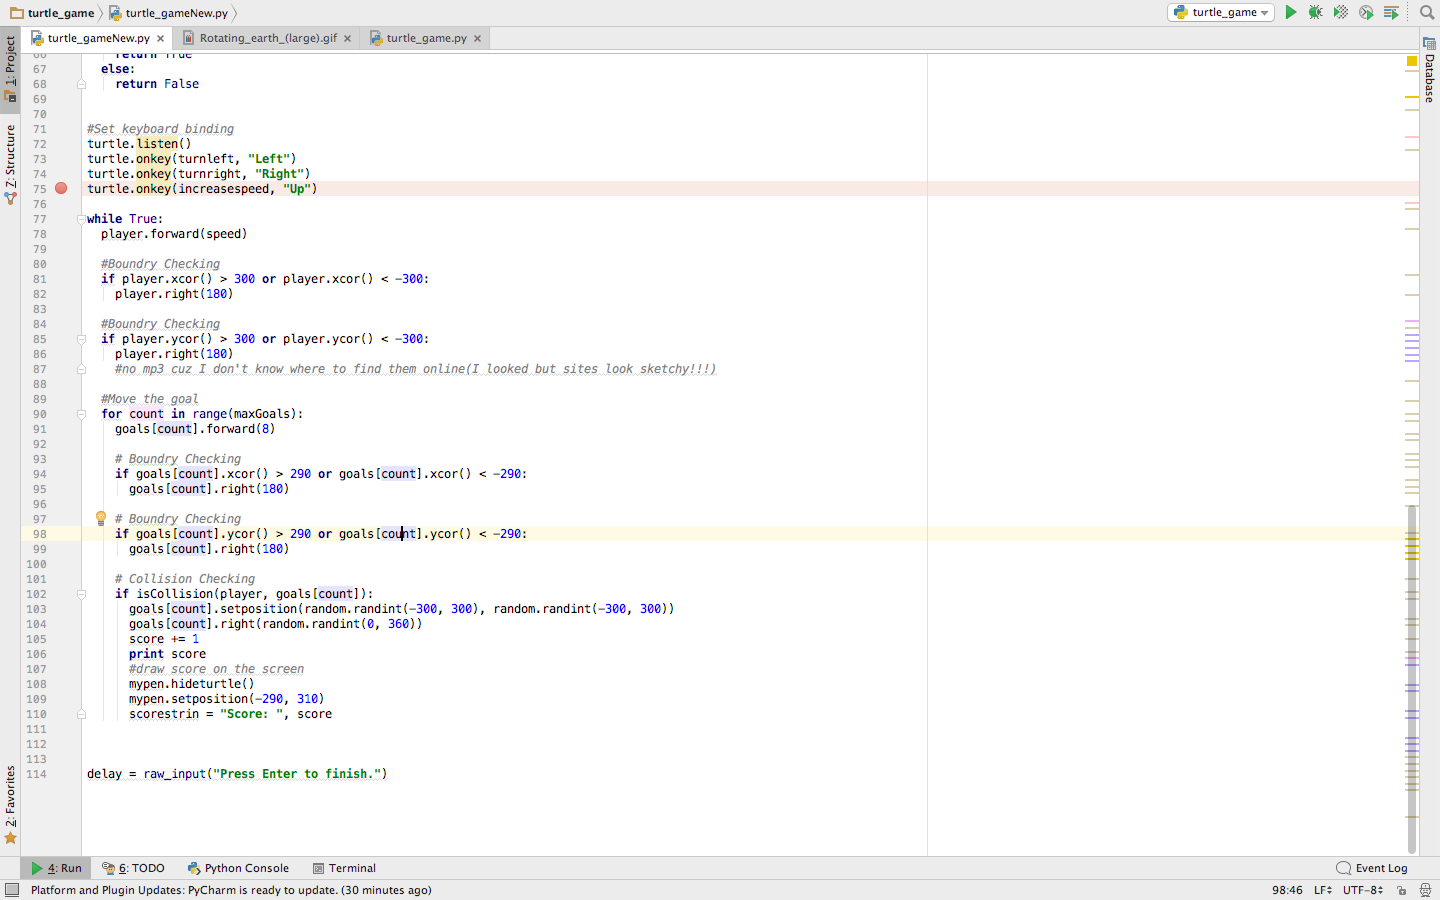 turtle_game
turtle_gameNew.py
turtle_game
turtle_gameNew.py
Rotating_earth_(large).gif
turtle_game.py
1: Project
7: Structure
2: Favorites
Database
66 return True
67 else:
68 return False
69
70
71 #Set keyboard binding
72 turtle.listen()
73 turtle.onkey(turnleft, "Left")
74 turtle.onkey(turnright, "Right")
75 turtle.onkey(increasespeed, "Up")
76
77 while True:
78 player.forward(speed)
79
80 #Boundry Checking
81 if player.xcor() > 300 or player.xcor() < -300:
82 player.right(180)
83
84 #Boundry Checking
85 if player.ycor() > 300 or player.ycor() < -300:
86 player.right(180)
87 #no mp3 cuz I don't know where to find them online(I looked but sites look sketchy!!!)
88
89 #Move the goal
90 for count in range(maxGoals):
91 goals[count].forward(8)
92
93 # Boundry Checking
94 if goals[count].xcor() > 290 or goals[count].xcor() < -290:
95 goals[count].right(180)
96
97 # Boundry Checking
98 if goals[count].ycor() > 290 or goals[count].ycor() < -290:
99 goals[count].right(180)
100
101 # Collision Checking
102 if isCollision(player, goals[count]):
103 goals[count].setposition(random.randint(-300, 300), random.randint(-300, 300))
104 goals[count].right(random.randint(0, 360))
105 score += 1
106 print score
107 #draw score on the screen
108 mypen.hideturtle()
109 mypen.setposition(-290, 310)
110 scorestrin = "Score: ", score
111
112
113
114 delay = raw_input("Press Enter to finish.")
4: Run
6: TODO
Python Console
Terminal
Event Log
Platform and Plugin Updates: PyCharm is ready to update. (30 minutes ago)
98:46 LF UTF-8